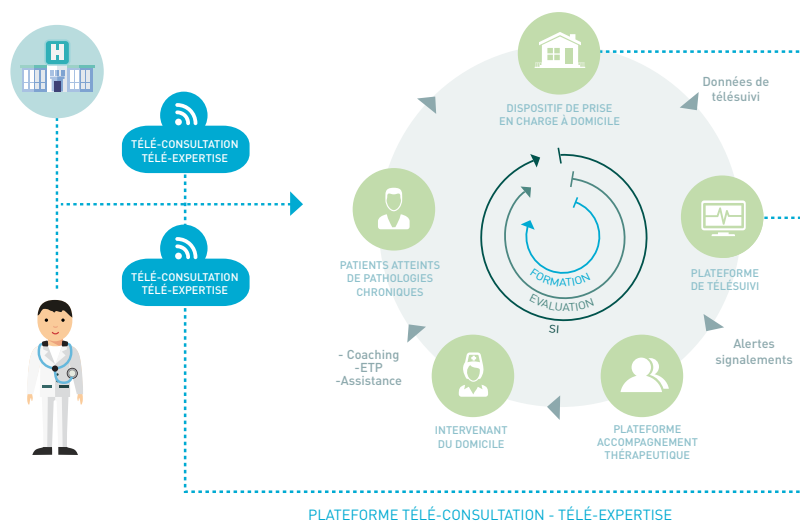 H
TÉLÉ-CONSULTATION
TÉLÉ-EXPERTISE
TÉLÉ-CONSULTATION
TÉLÉ-EXPERTISE
DISPOSITIF DE PRISE
EN CHARGE À DOMICILE
Données de
télésuivi
PATIENTS ATTEINTS
DE PATHOLOGIES
CHRONIQUES
PLATEFORME
DE TÉLÉSUIVI
FORMATION
EVALUATION
SI
- Coaching
-ETP
-Assistance
Alertes
signalements
INTERVENANT
DU DOMICILE
PLATEFORME
ACCOMPAGNEMENT
THÉRAPEUTIQUE
PLATEFORME TÉLÉ-CONSULTATION - TÉLÉ-EXPERTISE